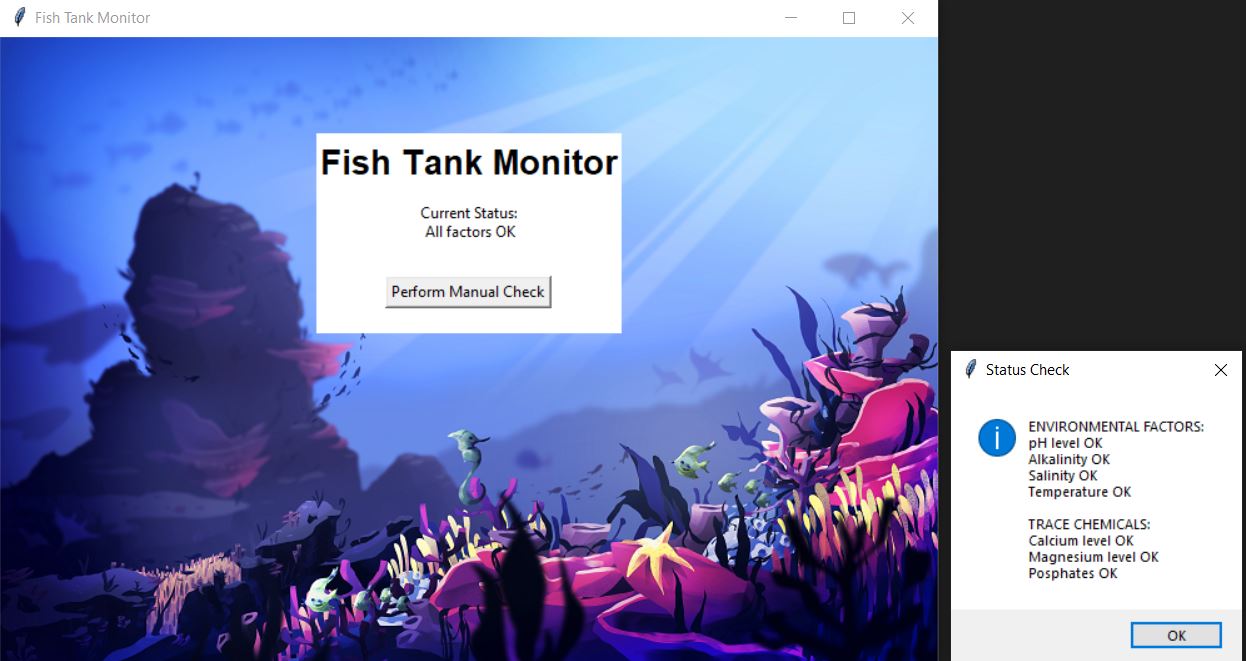 Fish Tank Monitor
Fish Tank Monitor
Current Status:
All factors OK
Perform Manual Check
Status Check
i
ENVIRONMENTAL FACTORS:
pH level OK
Alkalinity OK
Salinity OK
Temperature OK
TRACE CHEMICALS:
Calcium level OK
Magnesium level OK
Posphates OK
OK